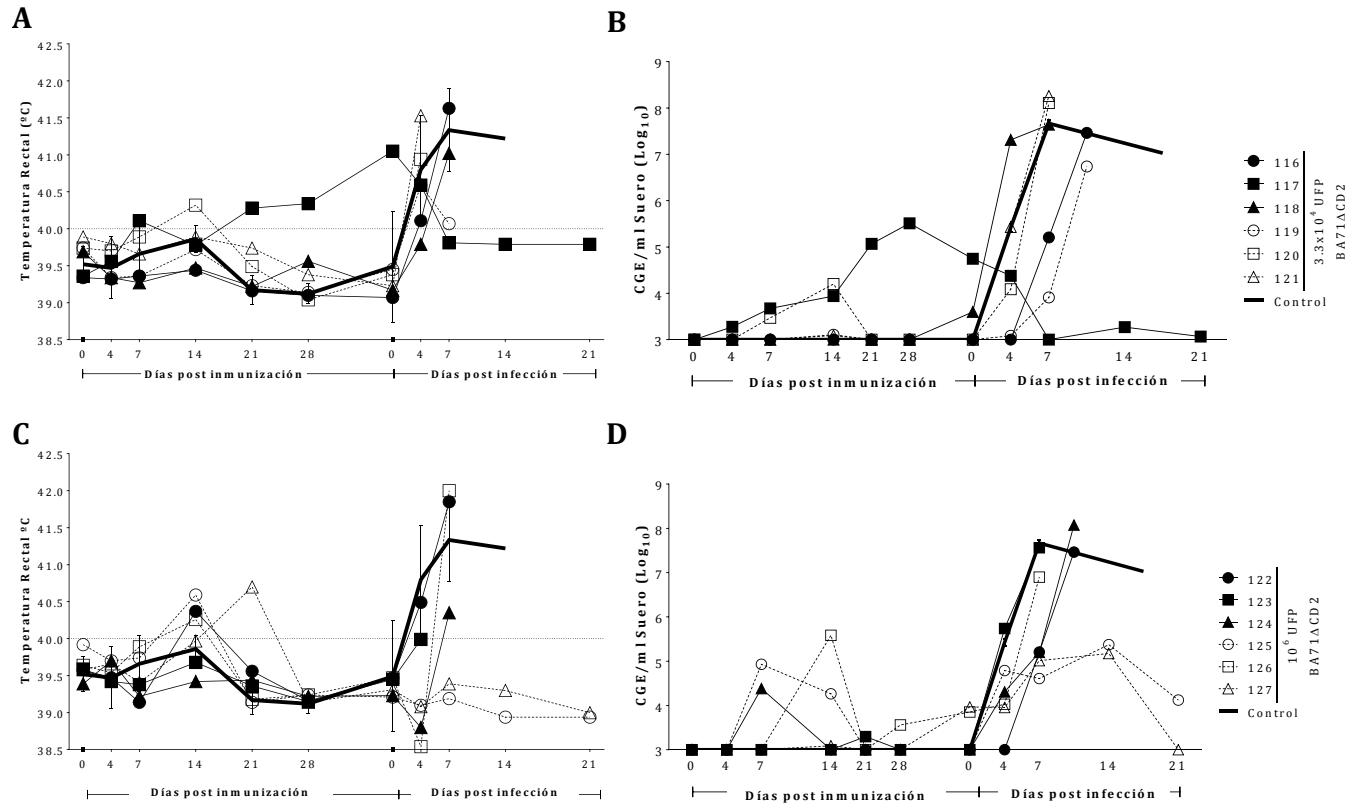 A
Temperatura Rectal (ºC)
42.5
42.0
41.5
41.0
40.5
40.0
39.5
39.0
38.5
0 4 7 14 21 28 0 4 7 14 21
Días post inmunización Días post infección
B
CGE/ml Suero (Log10)
9
8
7
6
5
4
3
0 4 7 14 21 28 0 4 7 14 21
Días post inmunización Días post infección
116
117
118
119
120
121
Control
3.3x10⁴ UFP
BA71ΔCD2
C
Temperatura Rectal ºC
42.5
42.0
41.5
41.0
40.5
40.0
39.5
39.0
38.5
0 4 7 14 21 28 0 4 7 14 21
Días post inmunización Días post infección
D
CGE/ml Suero (Log10)
9
8
7
6
5
4
3
0 4 7 14 21 28 0 4 7 14 21
Días post inmunización Días post infección
122
123
124
125
126
127
Control
10⁶ UFP
BA71ΔCD2